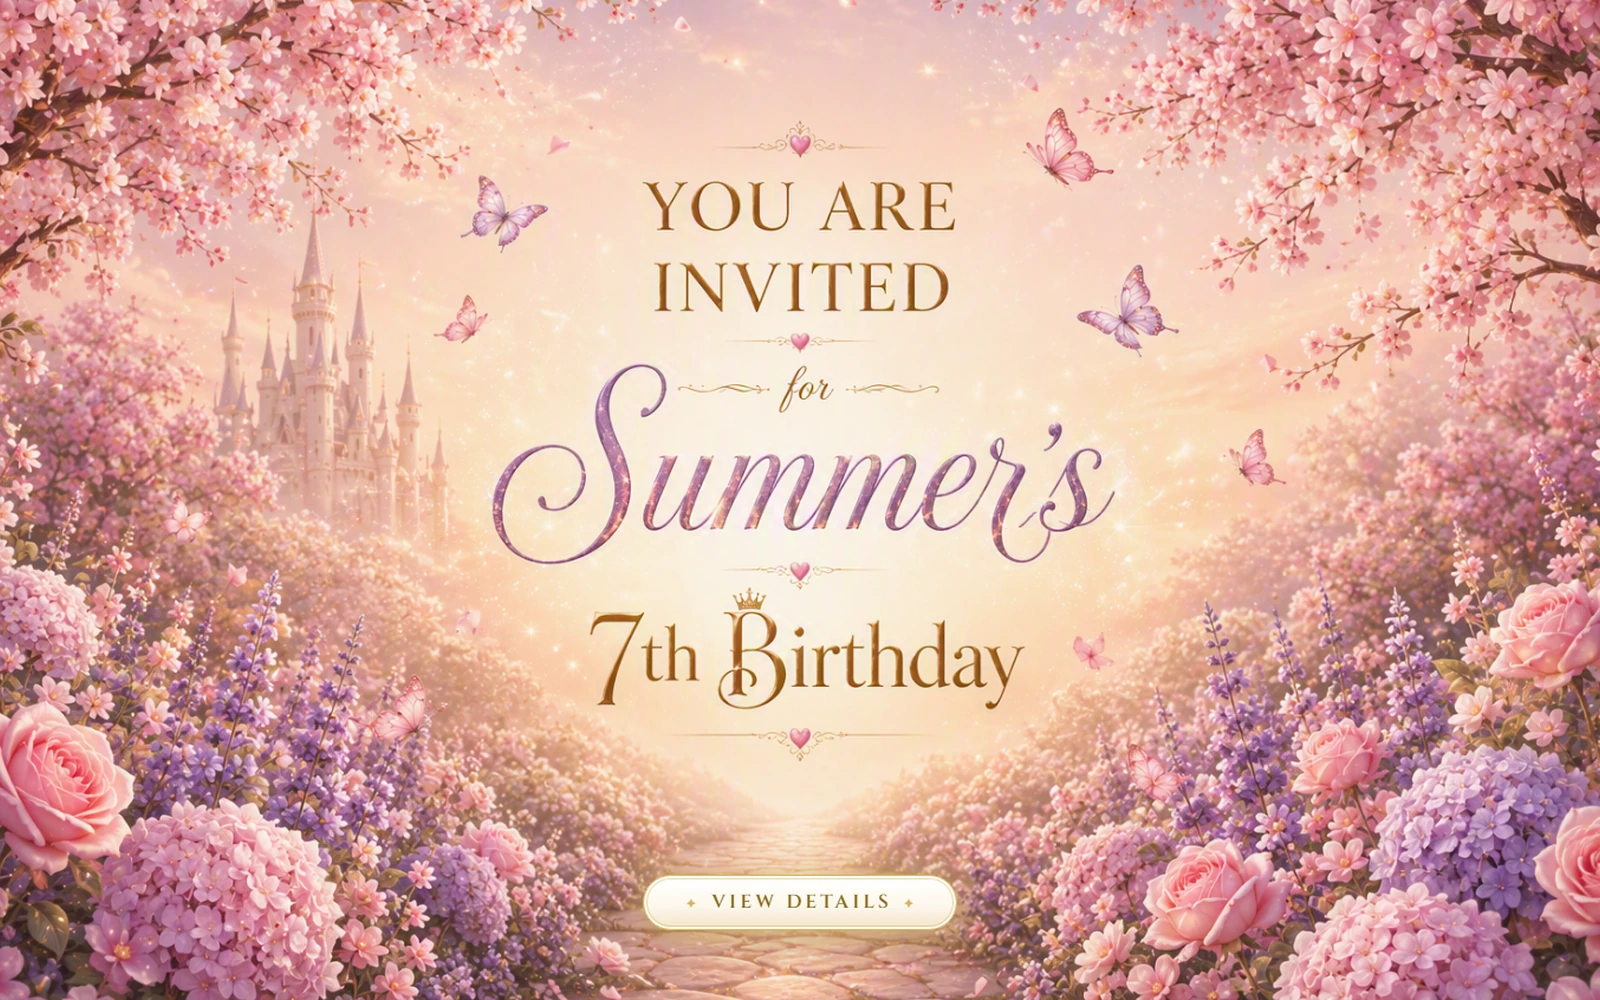 YOU ARE
INVITED
for
Summer's
7th Birthday
VIEW DETAILS